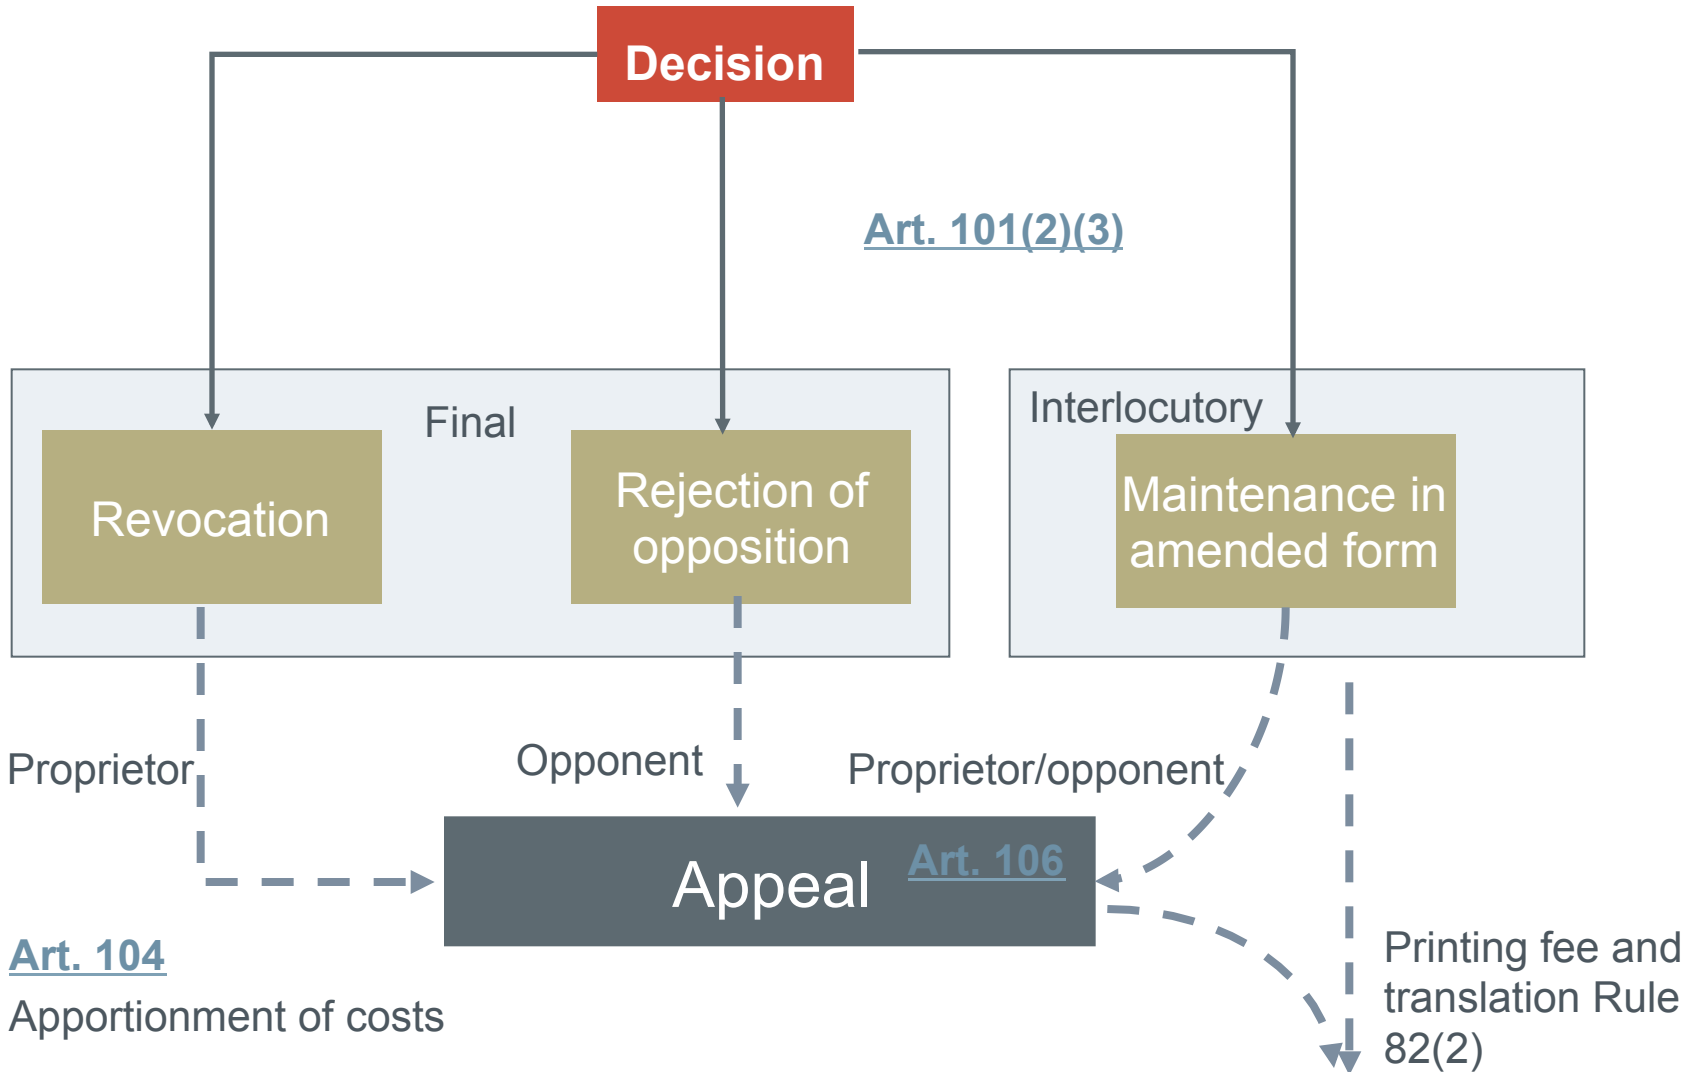 Decision
Art. 101(2)(3)
Final
Interlocutory
Revocation
Rejection of
opposition
Maintenance in
amended form
Proprietor
Opponent
Proprietor/opponent
Appeal
Art. 106
Art. 104
Apportionment of costs
Printing fee and
translation Rule
82(2)